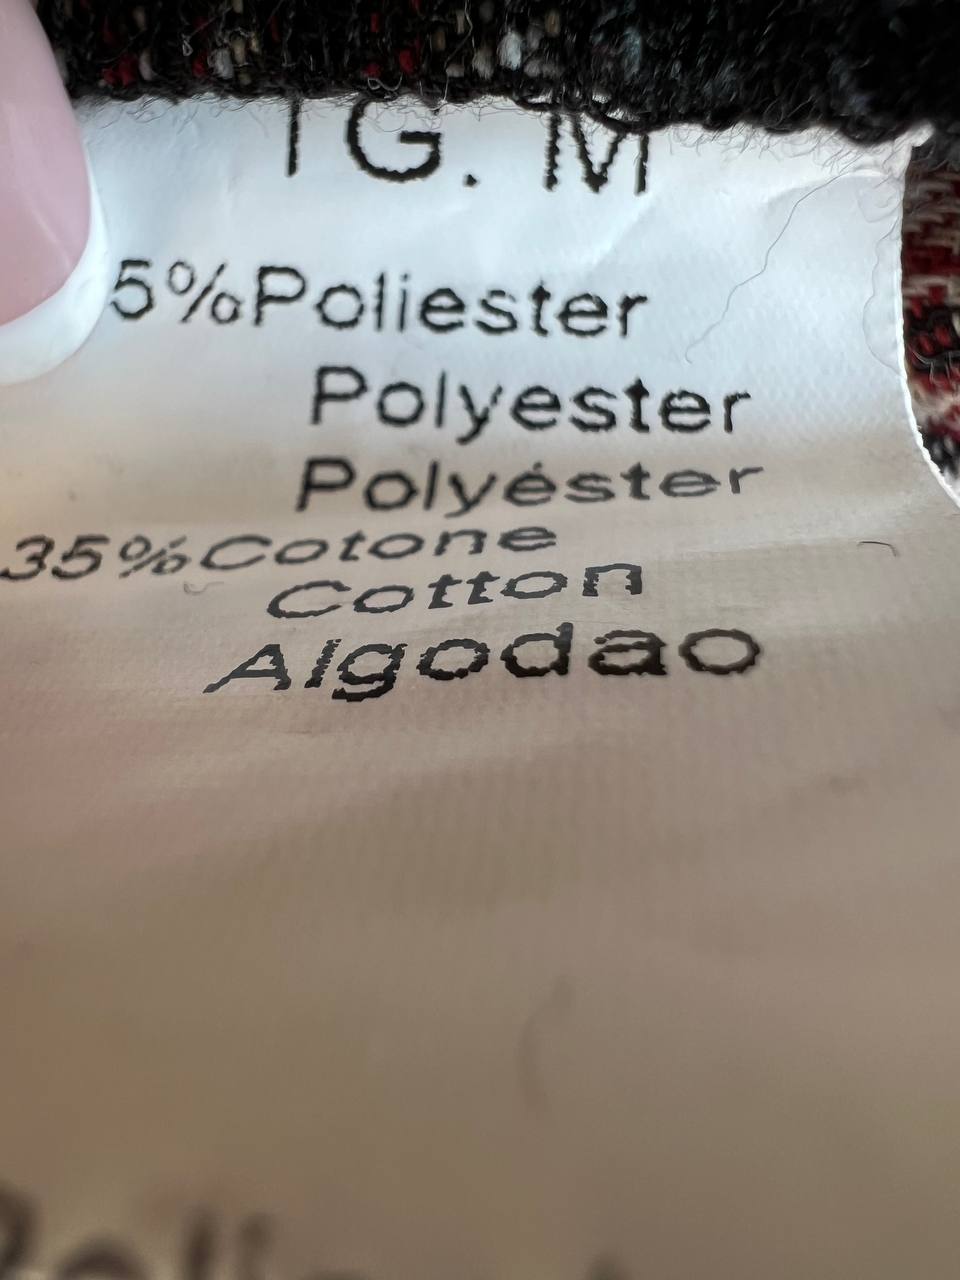 TG. M
5%Poliester
Polyester
Polyéster
35%Cotone
Cotton
Algodao